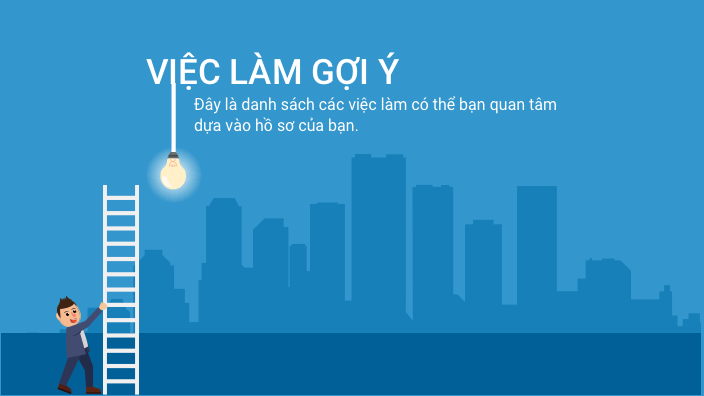 VIỆC LÀM GỢI Ý
Đây là danh sách các việc làm có thể bạn quan tâm
dựa vào hồ sơ của bạn.